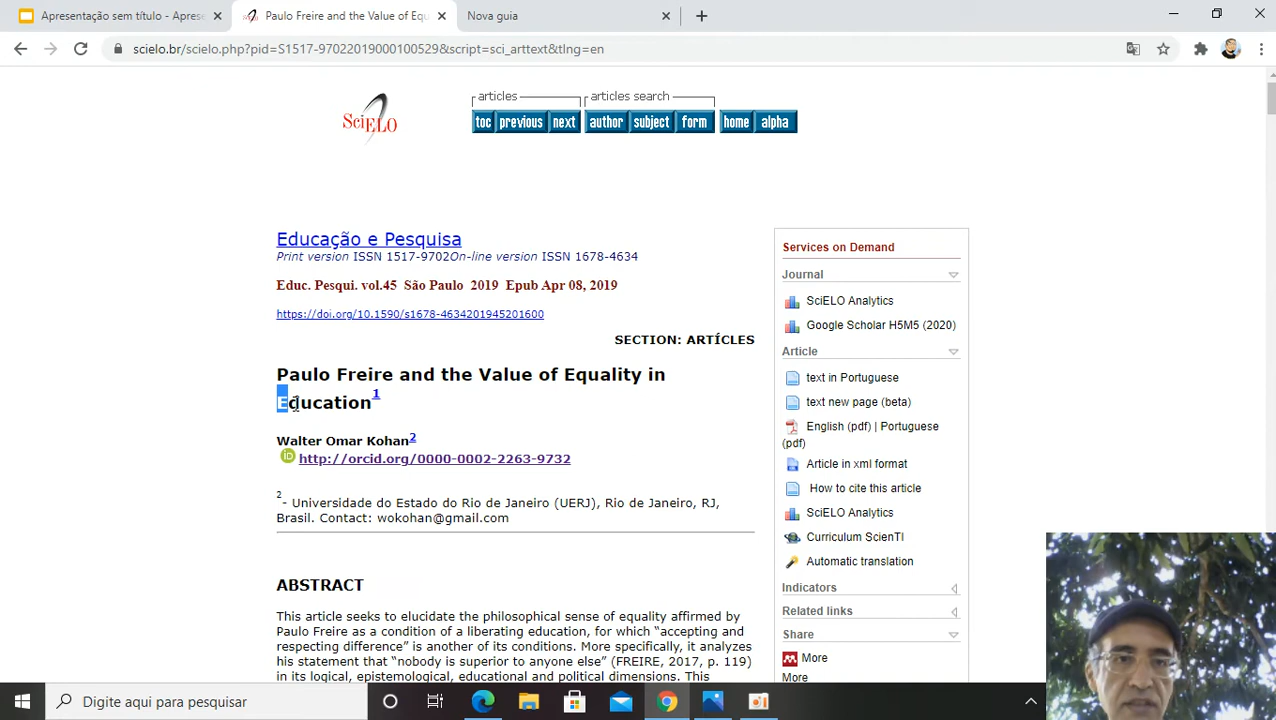 Apresentação sem título - Apresen
Paulo Freire and the Value of Equ
Nova guia
scielo.br/scielo.php?pid=S1517-97022019000100529&script=sci_arttext&tlng=en
SciELO
articles
articles search
toc previous next author subject form home alpha
Educação e Pesquisa
Print version ISSN 1517-9702On-line version ISSN 1678-4634
Educ. Pesqui. vol.45 São Paulo 2019 Epub Apr 08, 2019
https://doi.org/10.1590/s1678-4634201945201600
SECTION: ARTÍCLES
Paulo Freire and the Value of Equality in
Education1
Walter Omar Kohan2
iD http://orcid.org/0000-0002-2263-9732
2- Universidade do Estado do Rio de Janeiro (UERJ), Rio de Janeiro, RJ,
Brasil. Contact: wokohan@gmail.com
ABSTRACT
This article seeks to elucidate the philosophical sense of equality affirmed by
Paulo Freire as a condition of a liberating education, for which “accepting and
respecting difference” is another of its conditions. More specifically, it analyzes
his statement that “nobody is superior to anyone else” (FREIRE, 2017, p. 119)
in its logical, epistemological, educational and political dimensions. This
Services on Demand
Journal
SciELO Analytics
Google Scholar H5M5 (2020)
Article
text in Portuguese
text new page (beta)
English (pdf) | Portuguese
(pdf)
Article in xml format
How to cite this article
SciELO Analytics
Curriculum ScienTI
Automatic translation
Indicators
Related links
Share
More
More
Digite aqui para pesquisar